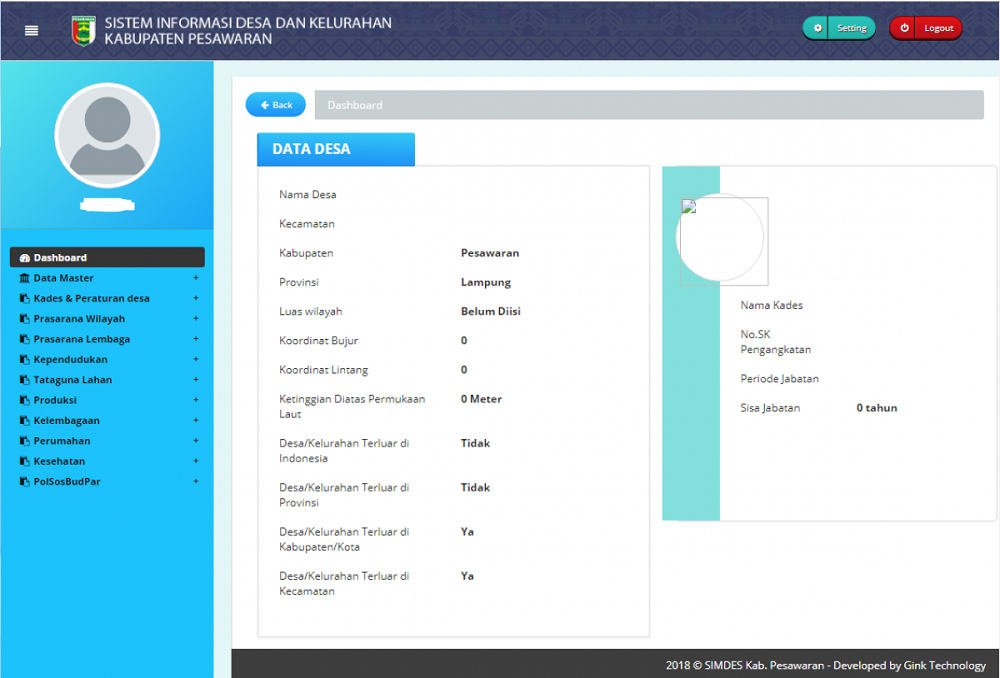 SISTEM INFORMASI DESA DAN KELURAHAN
KABUPATEN PESAWARAN
Setting
Logout
Back
Dashboard
Dashboard
Data Master +
Kades & Peraturan desa +
Prasarana Wilayah +
Prasarana Lembaga +
Kependudukan +
Tataguna Lahan +
Produksi +
Kelembagaan +
Perumahan +
Kesehatan +
PolSosBudPar +
DATA DESA
Nama Desa
Kecamatan
Kabupaten Pesawaran
Provinsi Lampung
Luas wilayah Belum Diisi
Koordinat Bujur 0
Koordinat Lintang 0
Ketinggian Diatas Permukaan 0 Meter
Laut
Desa/Kelurahan Terluar di Tidak
Indonesia
Desa/Kelurahan Terluar di Tidak
Provinsi
Desa/Kelurahan Terluar di Ya
Kabupaten/Kota
Desa/Kelurahan Terluar di Ya
Kecamatan
Nama Kades
No.SK
Pengangkatan
Periode Jabatan
Sisa Jabatan 0 tahun
2018 © SIMDES Kab. Pesawaran - Developed by Gink Technology